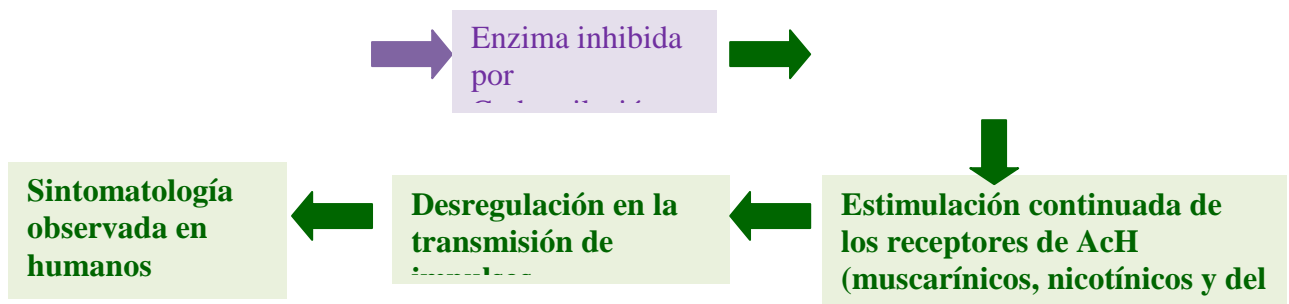 Enzima inhibida
por
Sintomatología
observada en
humanos
Desregulación en la
transmisión de
Estimulación continuada de
los receptores de AcH
(muscarínicos, nicotínicos y del